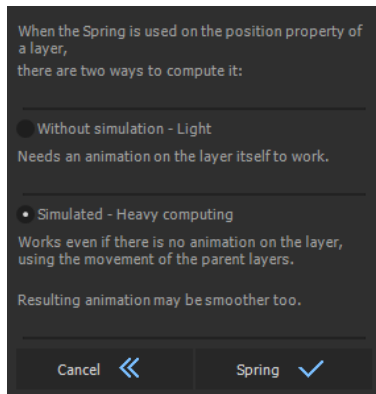 When the Spring is used on the position property of
a layer,
there are two ways to compute it:
Without simulation - Light
Needs an animation on the layer itself to work.
Simulated - Heavy computing
Works even if there is no animation on the layer,
using the movement of the parent layers.
Resulting animation may be smoother too.
Cancel
Spring